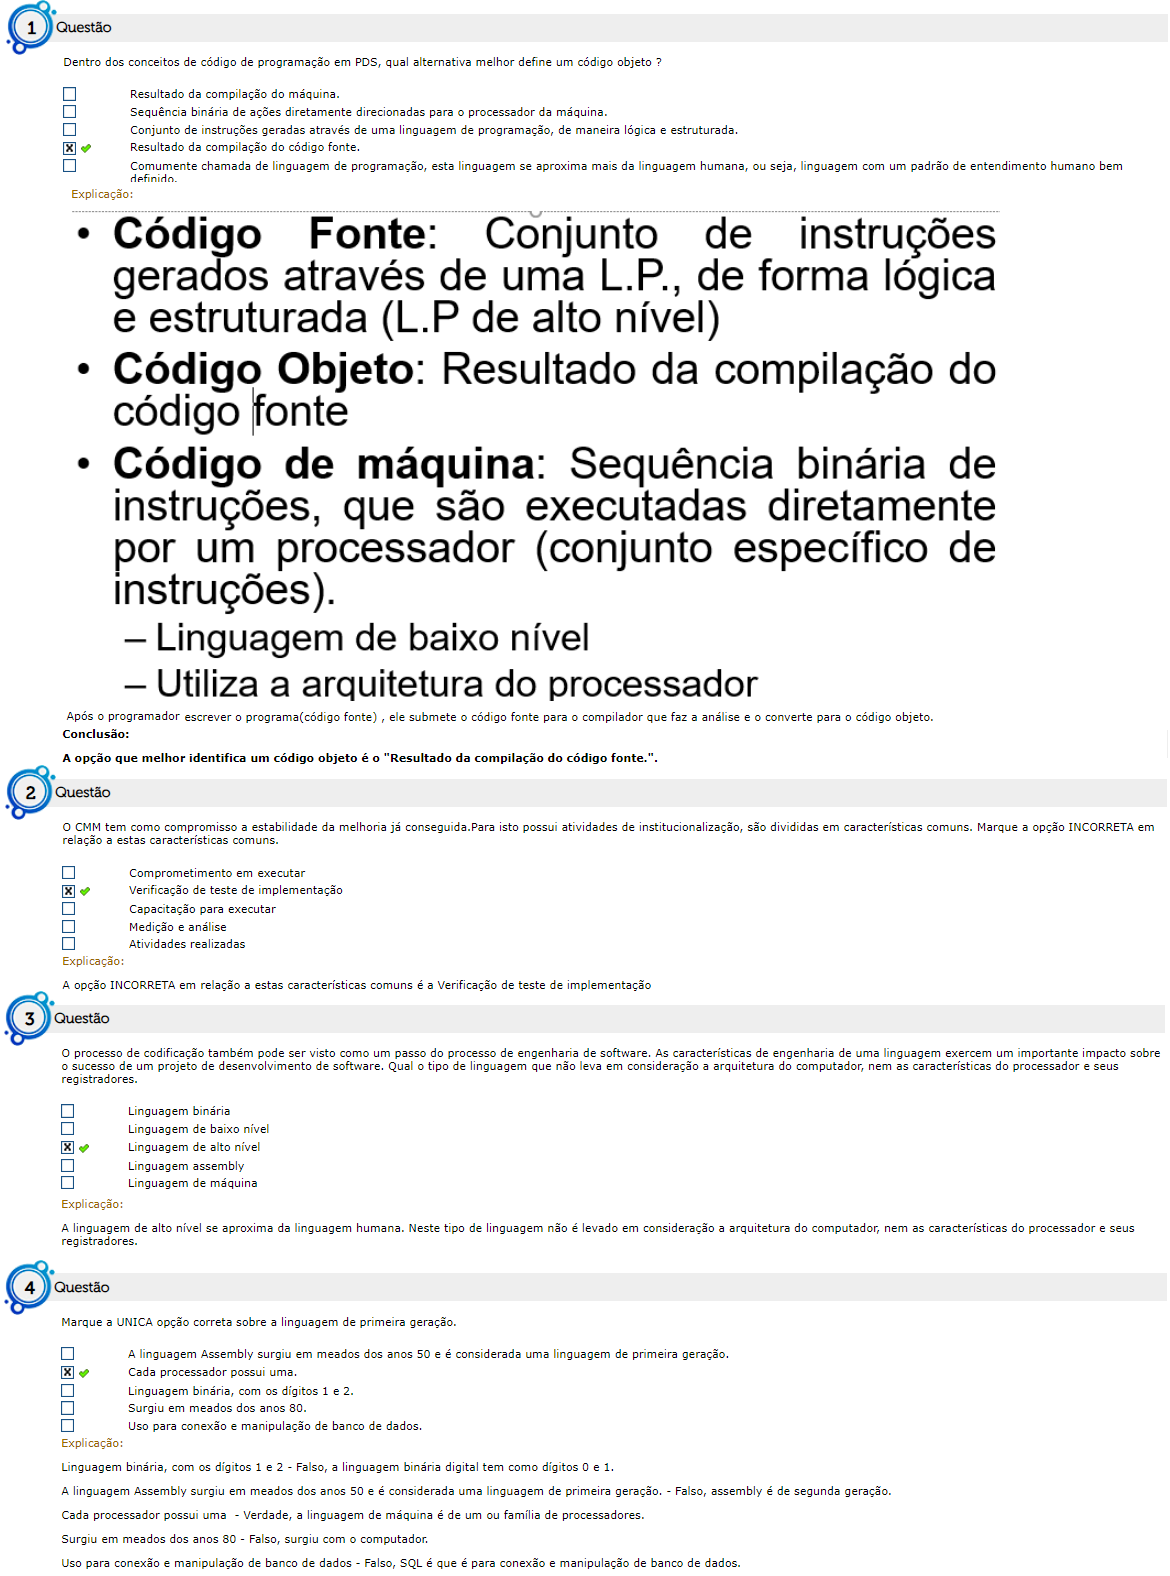 1 Questão
Dentro dos conceitos de código de programação em PDS, qual alternativa melhor define um código objeto ?
Resultado da compilação do máquina.
Sequência binária de ações diretamente direcionadas para o processador da máquina.
Conjunto de instruções geradas através de uma linguagem de programação, de maneira lógica e estruturada.
Resultado da compilação do código fonte.
Comumente chamada de linguagem de programação, esta linguagem se aproxima mais da linguagem humana, ou seja, linguagem com um padrão de entendimento humano bem
definido.
Explicação:
• Código Fonte: Conjunto de instruções
gerados através de uma L.P., de forma lógica
e estruturada (L.P de alto nível)
• Código Objeto: Resultado da compilação do
código fonte
• Código de máquina: Sequência binária de
instruções, que são executadas diretamente
por um processador (conjunto específico de
instruções).
– Linguagem de baixo nível
– Utiliza a arquitetura do processador
Após o programador escrever o programa(código fonte) , ele submete o código fonte para o compilador que faz a análise e o converte para o código objeto.
Conclusão:
A opção que melhor identifica um código objeto é o "Resultado da compilação do código fonte.".
2 Questão
O CMM tem como compromisso a estabilidade da melhoria já conseguida.Para isto possui atividades de institucionalização, são divididas em características comuns. Marque a opção INCORRETA em
relação a estas características comuns.
Comprometimento em executar
Verificação de teste de implementação
Capacitação para executar
Medição e análise
Atividades realizadas
Explicação:
A opção INCORRETA em relação a estas características comuns é a Verificação de teste de implementação
3 Questão
O processo de codificação também pode ser visto como um passo do processo de engenharia de software. As características de engenharia de uma linguagem exercem um importante impacto sobre
o sucesso de um projeto de desenvolvimento de software. Qual o tipo de linguagem que não leva em consideração a arquitetura do computador, nem as características do processador e seus
registradores.
Linguagem binária
Linguagem de baixo nível
Linguagem de alto nível
Linguagem assembly
Linguagem de máquina
Explicação:
A linguagem de alto nível se aproxima da linguagem humana. Neste tipo de linguagem não é levado em consideração a arquitetura do computador, nem as características do processador e seus
registradores.
4 Questão
Marque a UNICA opção correta sobre a linguagem de primeira geração.
A linguagem Assembly surgiu em meados dos anos 50 e é considerada uma linguagem de primeira geração.
Cada processador possui uma.
Linguagem binária, com os dígitos 1 e 2.
Surgiu em meados dos anos 80.
Uso para conexão e manipulação de banco de dados.
Explicação:
Linguagem binária, com os dígitos 1 e 2 - Falso, a linguagem binária digital tem como dígitos 0 e 1.
A linguagem Assembly surgiu em meados dos anos 50 e é considerada uma linguagem de primeira geração. - Falso, assembly é de segunda geração.
Cada processador possui uma - Verdade, a linguagem de máquina é de um ou família de processadores.
Surgiu em meados dos anos 80 - Falso, surgiu com o computador.
Uso para conexão e manipulação de banco de dados - Falso, SQL é que é para conexão e manipulação de banco de dados.